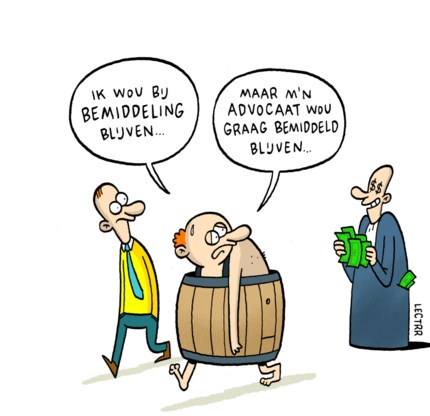 IK WOU BIJ
BEMIDDELING
BLIJVEN...
MAAR M'N
ADVOCAAT WOU
GRAAG BEMIDDELD
BLIJVEN...
$$
LECTRR